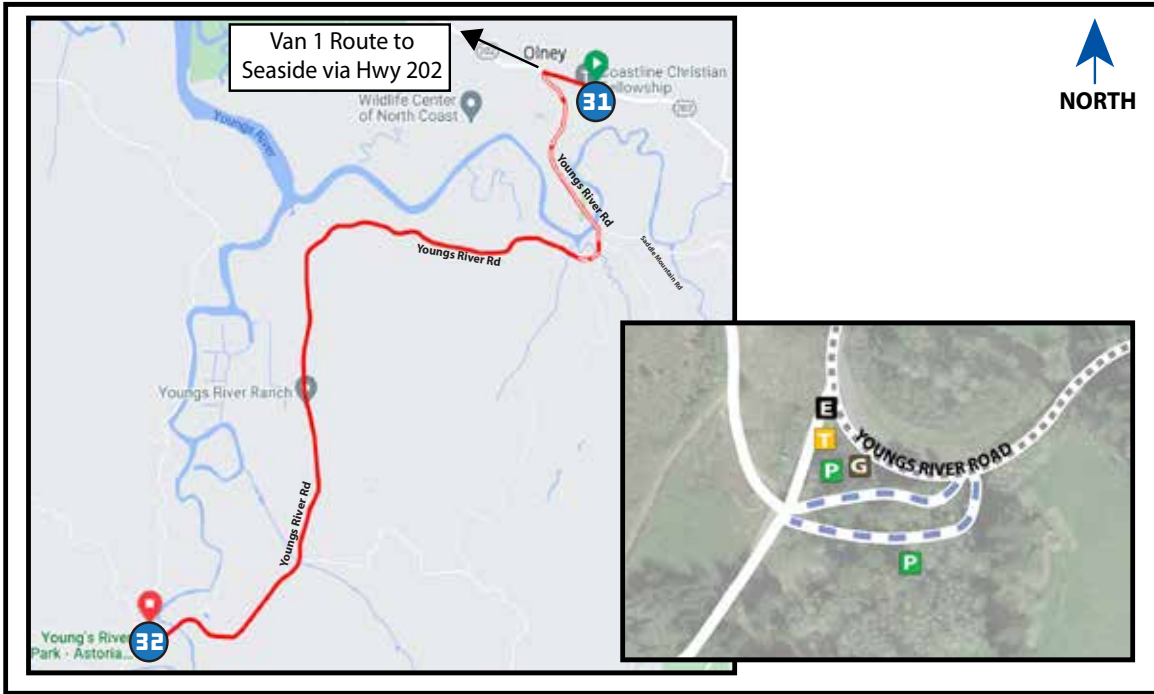 Van 1 Route to
Seaside via Hwy 202
202
Olney
Coastline Christian
Fellowship
31
202
NORTH
Wildlife Center
of North Coast
Youngs River
Youngs River Rd
Saddle Mountain Rd
Youngs River Rd
Youngs River Ranch
Youngs River Rd
Young's River
Park - Astoria...
32
E
T
P
G
YOUNGS RIVER ROAD
P